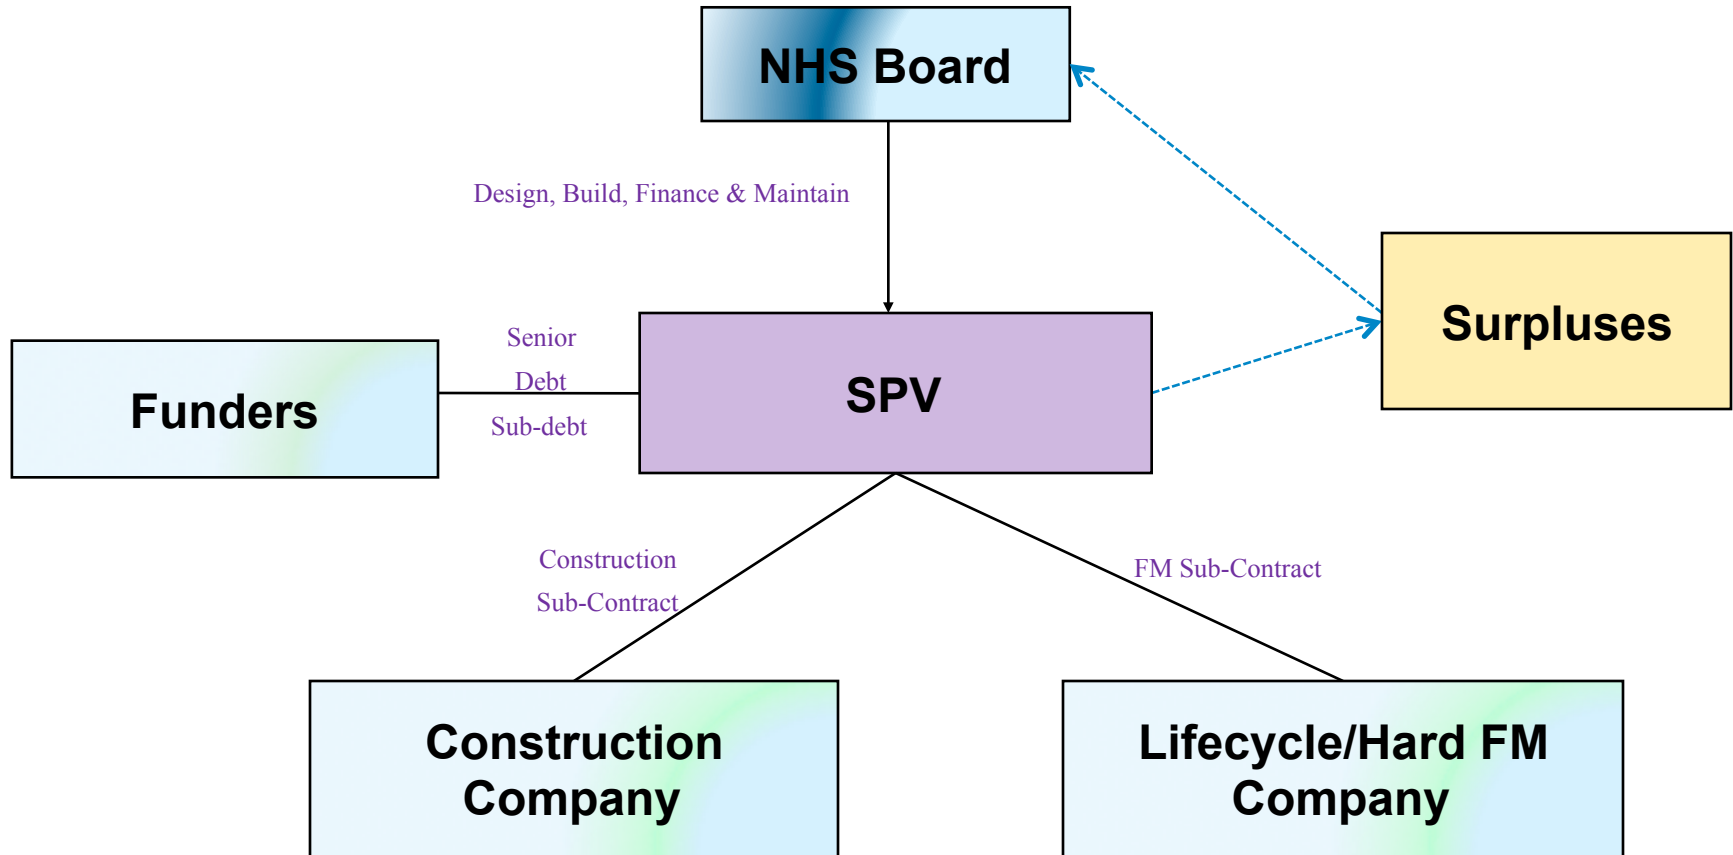 NHS Board
Design, Build, Finance & Maintain
Surpluses
Senior
Debt
Sub-debt
Funders
SPV
Construction
Sub-Contract
FM Sub-Contract
Construction
Company
Lifecycle/Hard FM
Company